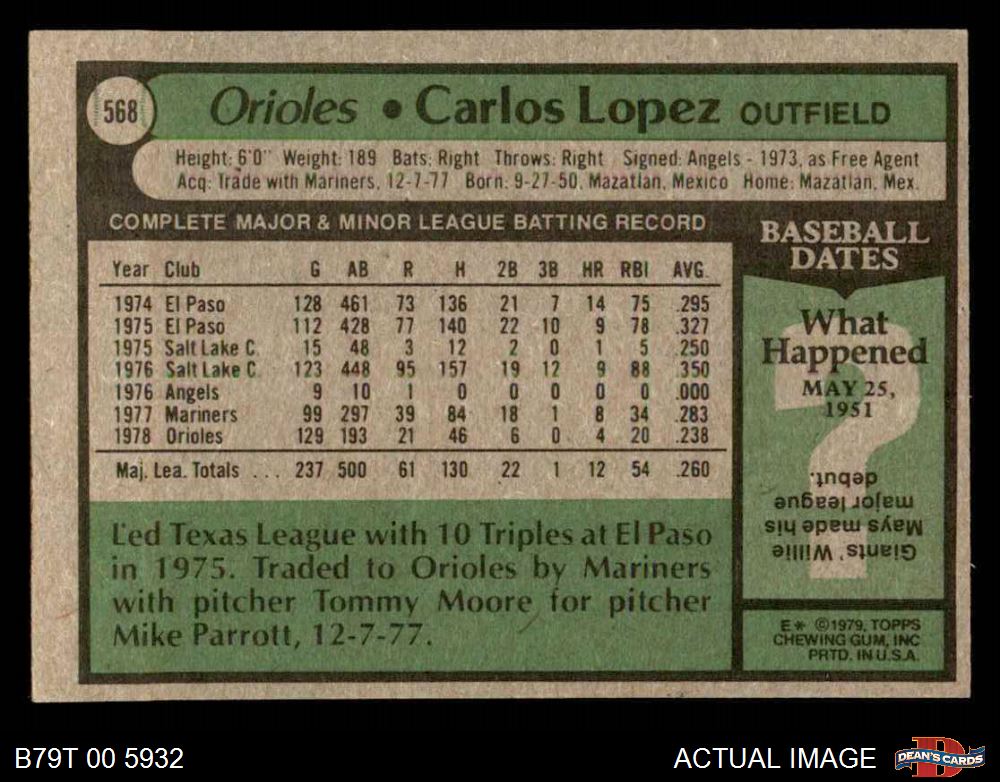 568
Orioles • Carlos Lopez OUTFIELD
Height: 6'0" Weight: 189 Bats: Right Throws: Right Signed: Angels - 1973, as Free Agent
Acq: Trade with Mariners, 12-7-77 Born: 9-27-50, Mazatlan, Mexico Home: Mazatlan, Mex.
COMPLETE MAJOR & MINOR LEAGUE BATTING RECORD
Year Club G AB R H 2B 3B HR RBI AVG.
1974 El Paso 128 461 73 136 21 7 14 75 .295
1975 El Paso 112 428 77 140 22 10 9 78 .327
1975 Salt Lake C. 15 48 3 12 2 0 1 5 .250
1976 Salt Lake C. 123 448 95 157 19 12 9 88 .350
1976 Angels 9 10 1 0 0 0 0 0 .000
1977 Mariners 99 297 39 84 18 1 8 34 .283
1978 Orioles 129 193 21 46 6 0 4 20 .238
Maj. Lea. Totals . . . 237 500 61 130 22 1 12 54 .260
Led Texas League with 10 Triples at El Paso
in 1975. Traded to Orioles by Mariners
with pitcher Tommy Moore for pitcher
Mike Parrott, 12-7-77.
BASEBALL
DATES
What
Happened
MAY 25,
1951
?
Giants' Willie
Mays made his
major league
debut.
E* ©1979, TOPPS
CHEWING GUM, INC
PRTD. IN U.S.A.
B79T 00 5932
ACTUAL IMAGE
D
DEAN'S CARDS